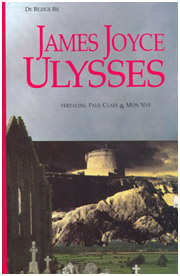 DE BEZIGE BIJ
JAMES JOYCE
ULYSSES
VERTALING PAUL CLAES & MON NYS